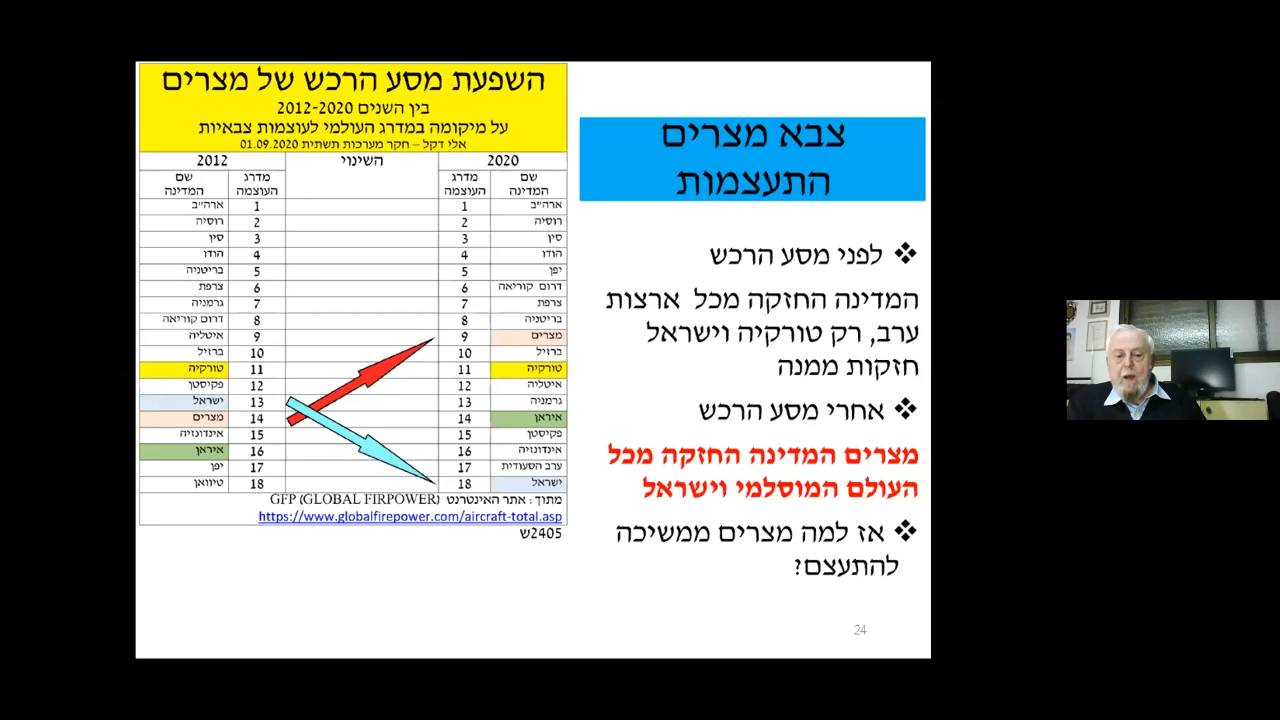 צבא מצרים
התעצמות
❖ לפני מסע הרכש
המדינה החזקה מכל ארצות
ערב, רק טורקיה וישראל
חזקות ממנה
❖ אחרי מסע הרכש
מצרים המדינה החזקה מכל
העולם המוסלמי וישראל
❖ אז למה מצרים ממשיכה
להתעצם?
השפעת מסע הרכש של מצרים
בין השנים 2012-2020
על מיקומה במדרג העולמי לעוצמות צבאיות
אלי דקל – חקר מערכות תשתית 01.09.2020
2020 השינוי 2012
שם המדינה מדרג העוצמה מדרג העוצמה שם המדינה
ארה״ב 1 1 ארה״ב
רוסיה 2 2 רוסיה
סין 3 3 סין
הודו 4 4 הודו
יפן 5 5 בריטניה
דרום קוריאה 6 6 צרפת
צרפת 7 7 גרמניה
בריטניה 8 8 דרום קוריאה
מצרים 9 9 איטליה
ברזיל 10 10 ברזיל
טורקיה 11 11 טורקיה
איטליה 12 12 פקיסטן
גרמניה 13 13 ישראל
איראן 14 14 מצרים
פקיסטן 15 15 אינדונזיה
אינדונזיה 16 16 איראן
ערב הסעודית 17 17 יפן
ישראל 18 18 טיוואן
מתוך: אתר האינטרנט GFP (GLOBAL FIRPOWER)
https://www.globalfirepower.com/aircraft-total.asp
2405ש
24